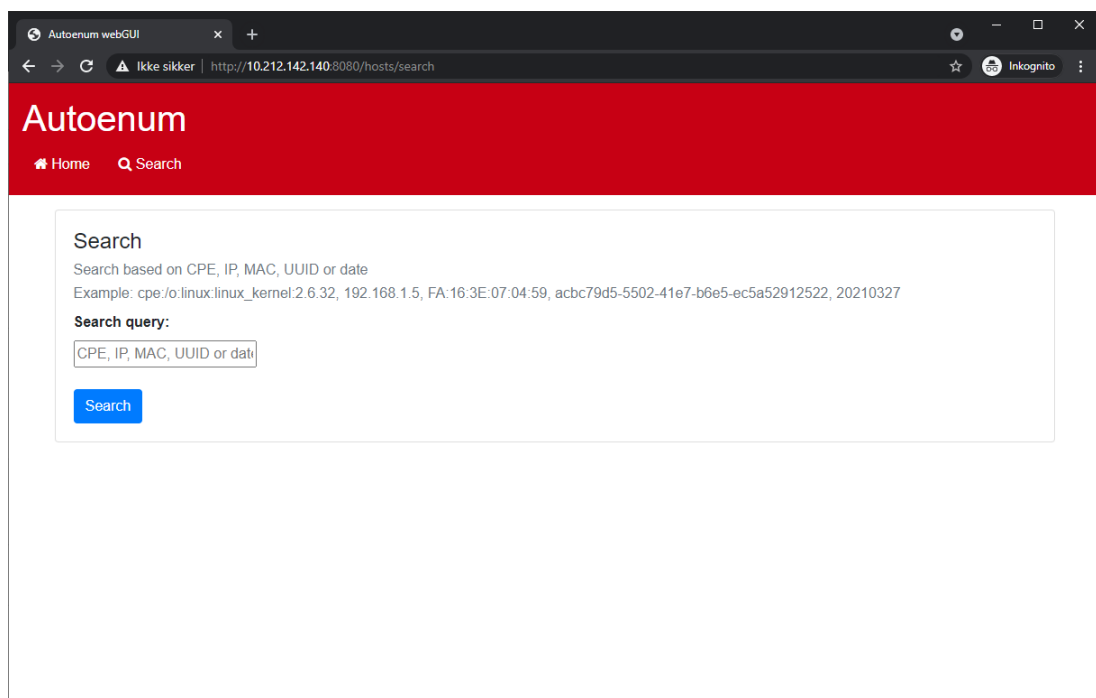 Autoenum webGUI
Ikke sikker | http://10.212.142.140:8080/hosts/search
Inkognito
Autoenum
Home Search
Search
Search based on CPE, IP, MAC, UUID or date
Example: cpe:/o:linux:linux_kernel:2.6.32, 192.168.1.5, FA:16:3E:07:04:59, acbc79d5-5502-41e7-b6e5-ec5a52912522, 20210327
Search query:
CPE, IP, MAC, UUID or date
Search